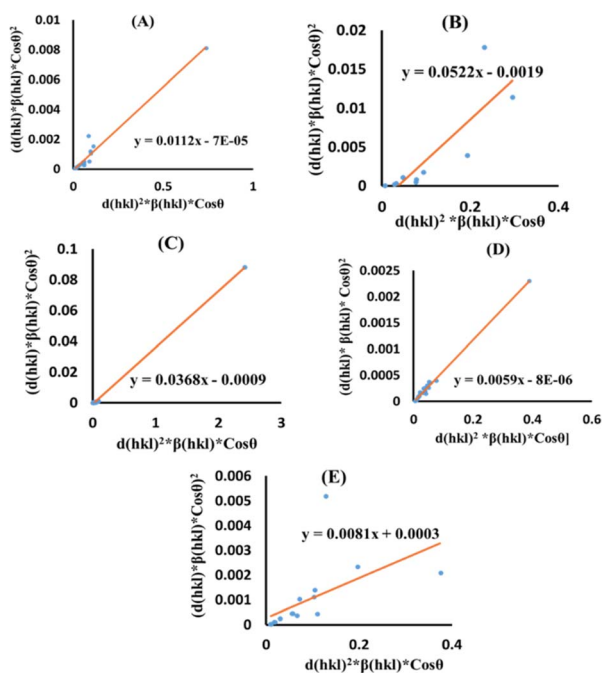 (A)
(d(hkl)*β(hkl)*Cosθ)²
0.01
0.008
0.006
0.004
0.002
0
y = 0.0112x - 7E-05
0
0.5
1
d(hkl)²*β(hkl)*Cosθ
(B)
(d(hkl)*β(hkl)*Cosθ)²
0.02
0.015
0.01
0.005
0
y = 0.0522x - 0.0019
0
0.2
0.4
d(hkl)² *β(hkl)*Cosθ
(C)
(d(hkl)*β(hkl)*Cosθ)²
0.1
0.08
0.06
0.04
0.02
0
y = 0.0368x - 0.0009
0
1
2
3
d(hkl)²*β(hkl)*Cosθ
(D)
(d(hkl)* β(hkl)* Cosθ)²
0.0025
0.002
0.0015
0.001
0.0005
0
y = 0.0059x - 8E-06
0
0.2
0.4
0.6
d(hkl)² *β(hkl)*Cosθ]
(E)
(d(hkl)*β(hkl)*Cosθ)²
0.006
0.005
0.004
0.003
0.002
0.001
0
y = 0.0081x + 0.0003
0
0.2
0.4
d(hkl)²*β(hkl)*Cosθ